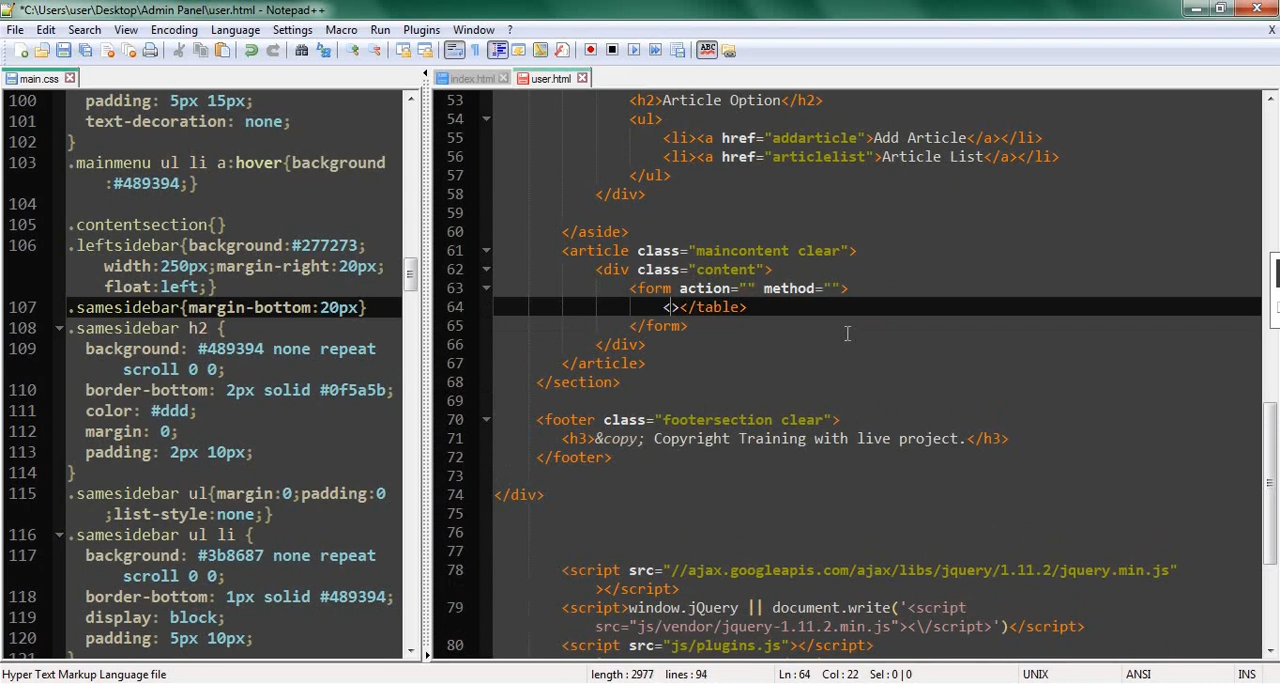 *C:\Users\user\Desktop\Admin Panel\user.html - Notepad++
File Edit Search View Encoding Language Settings Macro Run Plugins Window ? X
ABC
main.css
index.html
user.html
100 padding: 5px 15px;
101 text-decoration: none;
102 }
103 .mainmenu ul li a:hover{background
:#489394;}
104
105 .contentsection{}
106 .leftsidebar{background:#277273;
width:250px;margin-right:20px;
float:left;}
107 .samesidebar{margin-bottom:20px}
108 .samesidebar h2 {
109 background: #489394 none repeat
scroll 0 0;
110 border-bottom: 2px solid #0f5a5b;
111 color: #ddd;
112 margin: 0;
113 padding: 2px 10px;
114 }
115 .samesidebar ul{margin:0;padding:0
;list-style:none;}
116 .samesidebar ul li {
117 background: #3b8687 none repeat
scroll 0 0;
118 border-bottom: 1px solid #489394;
119 display: block;
120 padding: 5px 10px;
53 <h2>Article Option</h2>
54 <ul>
55 <li><a href="addarticle">Add Article</a></li>
56 <li><a href="articlelist">Article List</a></li>
57 </ul>
58 </div>
59
60 </aside>
61 <article class="maincontent clear">
62 <div class="content">
63 <form action="" method="">
64 <></table>
65 </form>
66 </div>
67 </article>
68 </section>
69
70 <footer class="footersection clear">
71 <h3>&copy; Copyright Training with live project.</h3>
72 </footer>
73
74 </div>
75
76
77
78 <script src="//ajax.googleapis.com/ajax/libs/jquery/1.11.2/jquery.min.js"
></script>
79 <script>window.jQuery || document.write('<script
src="js/vendor/jquery-1.11.2.min.js"><\/script>')</script>
80 <script src="js/plugins.js"></script>
Hyper Text Markup Language file length : 2977 lines : 94 Ln : 64 Col : 22 Sel : 0 | 0 UNIX ANSI INS